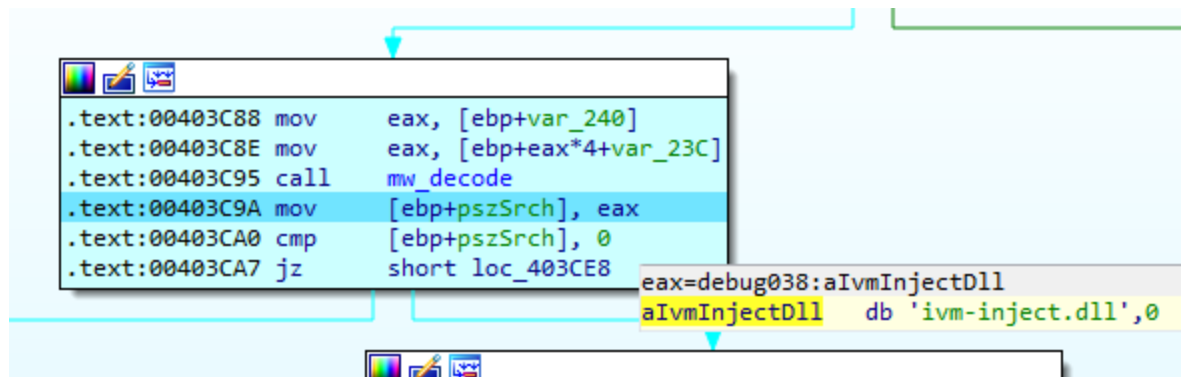 .text:00403C88 mov eax, [ebp+var_240]
.text:00403C8E mov eax, [ebp+eax*4+var_23C]
.text:00403C95 call mw_decode
.text:00403C9A mov [ebp+pszSrch], eax
.text:00403CA0 cmp [ebp+pszSrch], 0
.text:00403CA7 jz short loc_403CE8
eax=debug038:aIvmInjectDll
aIvmInjectDll db 'ivm-inject.dll',0